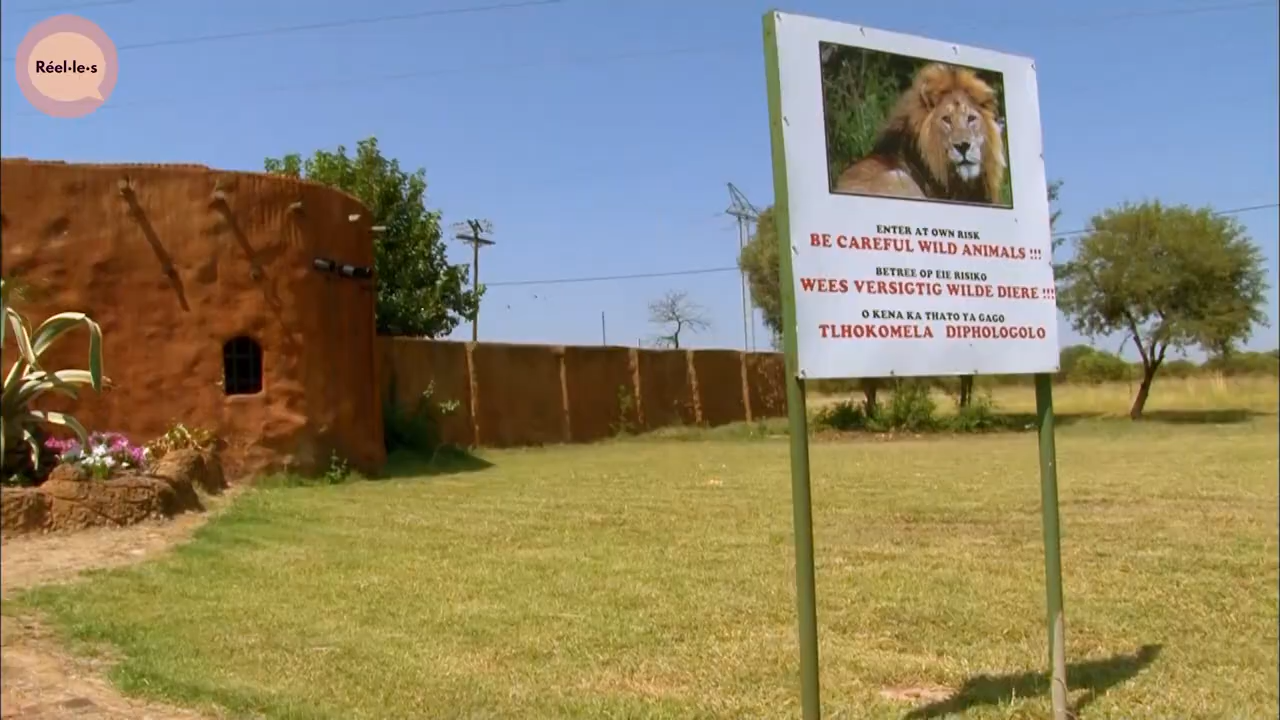 Réel·le·s
ENTER AT OWN RISK
BE CAREFUL WILD ANIMALS !!!
BETREE OP EIE RISIKO
WEES VERSIGTIG WILDE DIERE !!!
O KENA KA THATO YA GAGO
TLHOKOMELA DIPHOLOGOLO